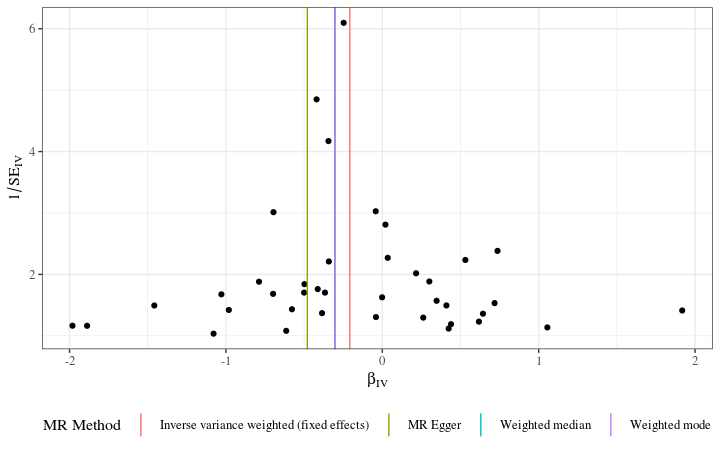 6
4
2
1/SE_IV
-2 -1 0 1 2
β_IV
MR Method Inverse variance weighted (fixed effects) MR Egger Weighted median Weighted mode